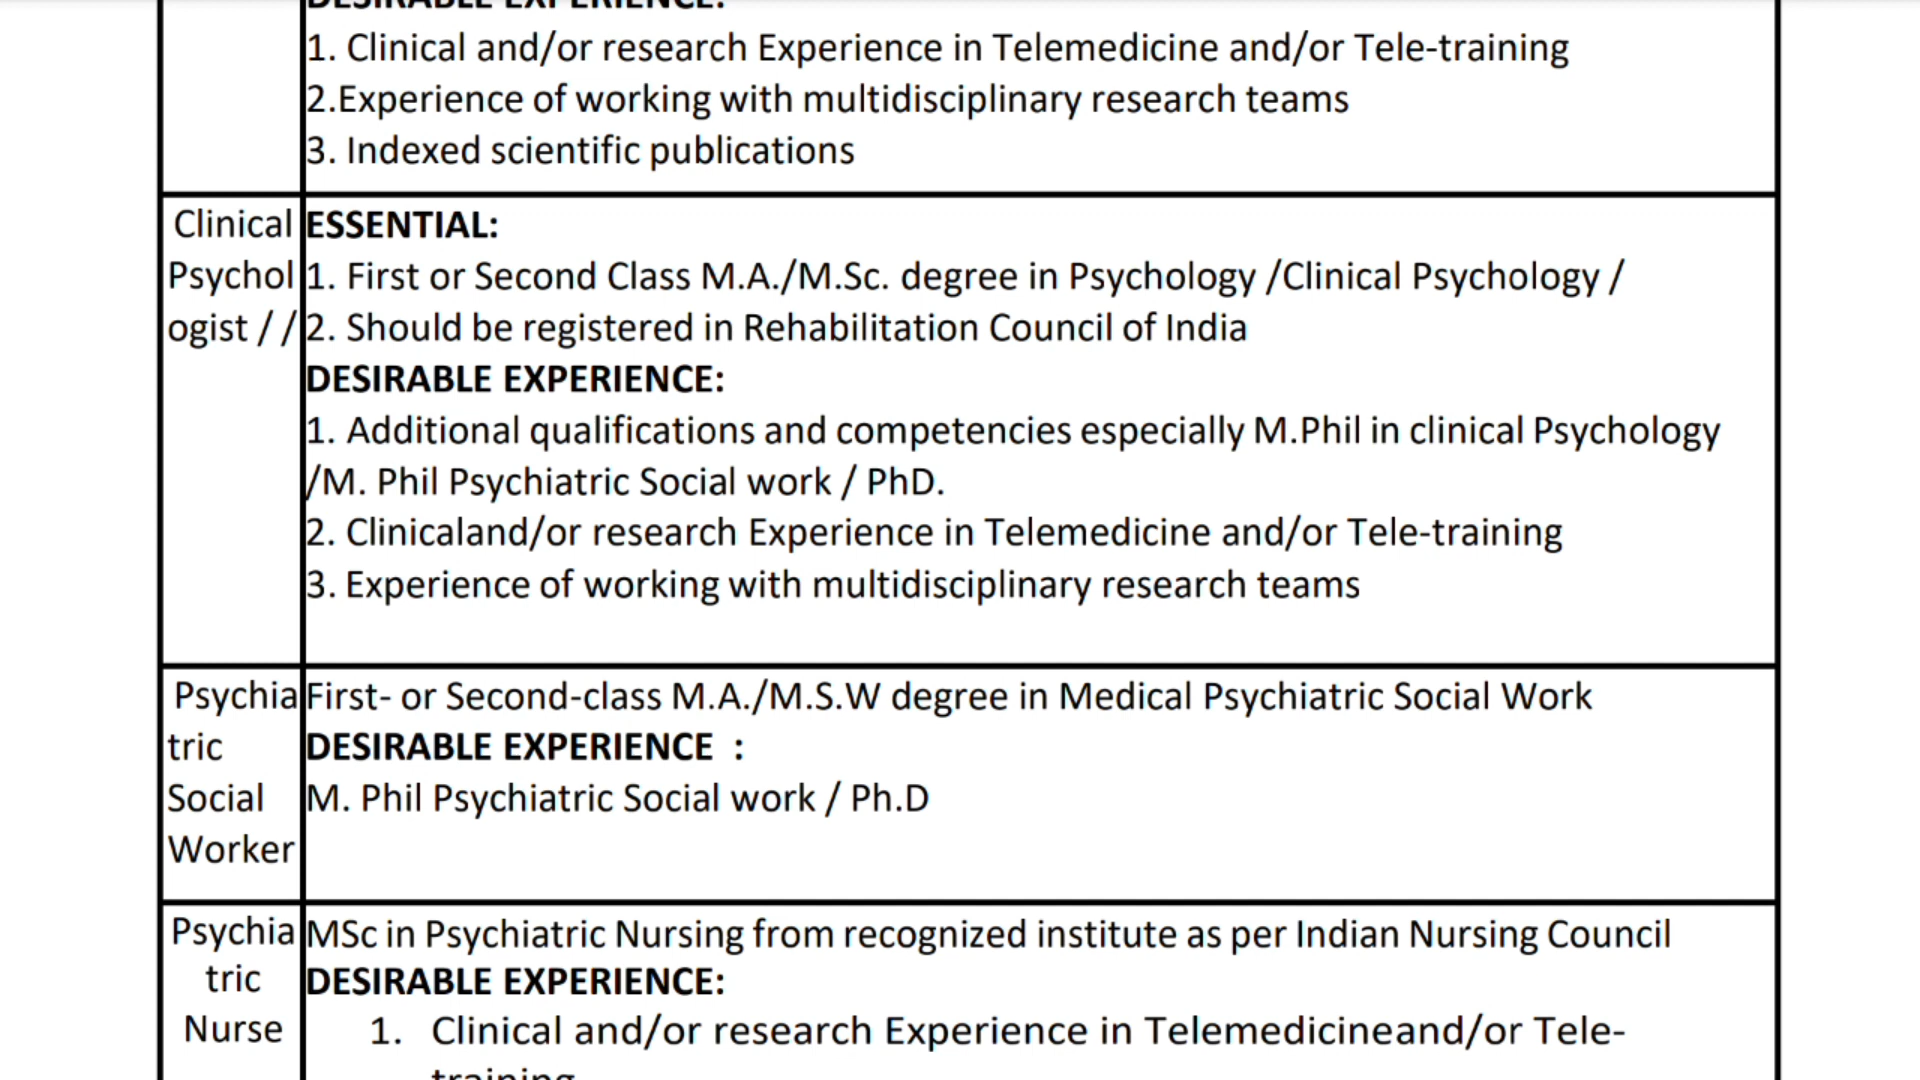 DESIRABLE EXPERIENCE:
1. Clinical and/or research Experience in Telemedicine and/or Tele-training
2.Experience of working with multidisciplinary research teams
3. Indexed scientific publications
Clinical
Psychol
ogist / /
ESSENTIAL:
1. First or Second Class M.A./M.Sc. degree in Psychology /Clinical Psychology /
2. Should be registered in Rehabilitation Council of India
DESIRABLE EXPERIENCE:
1. Additional qualifications and competencies especially M.Phil in clinical Psychology
/M. Phil Psychiatric Social work / PhD.
2. Clinicaland/or research Experience in Telemedicine and/or Tele-training
3. Experience of working with multidisciplinary research teams
Psychia
tric
Social
Worker
First- or Second-class M.A./M.S.W degree in Medical Psychiatric Social Work
DESIRABLE EXPERIENCE :
M. Phil Psychiatric Social work / Ph.D
Psychia
tric
Nurse
MSc in Psychiatric Nursing from recognized institute as per Indian Nursing Council
DESIRABLE EXPERIENCE:
1. Clinical and/or research Experience in Telemedicineand/or Tele-
training